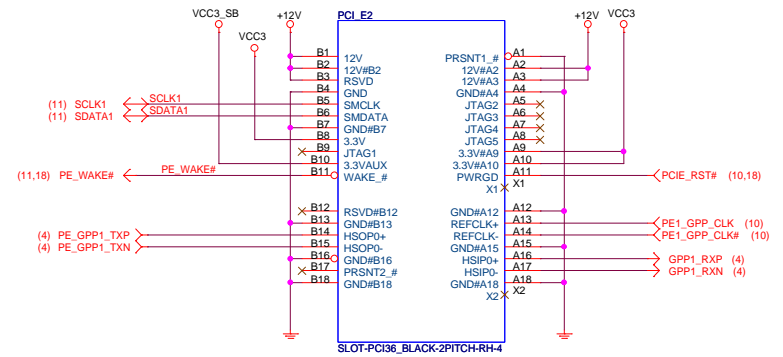 VCC3_SB
+12V
VCC3
PCI_E2
+12V
VCC3
B1 12V PRSNT1_# A1
B2 12V#B2 12V#A2 A2
B3 RSVD 12V#A3 A3
B4 GND GND#A4 A4
(11) SCLK1 SCLK1 B5 SMCLK JTAG2 A5
(11) SDATA1 SDATA1 B6 SMDATA JTAG3 A6
B7 GND#B7 JTAG4 A7
B8 3.3V JTAG5 A8
B9 JTAG1 3.3V#A9 A9
B10 3.3VAUX 3.3V#A10 A10
(11,18) PE_WAKE# PE_WAKE# B11 WAKE_# PWRGD A11 PCIE_RST# (10,18)
X1 X1
B12 RSVD#B12 GND#A12 A12
B13 GND#B13 REFCLK+ A13 PE1_GPP_CLK (10)
(4) PE_GPP1_TXP B14 HSOP0+ REFCLK- A14 PE1_GPP_CLK# (10)
(4) PE_GPP1_TXN B15 HSOP0- GND#A15 A15
B16 GND#B16 HSIP0+ A16 GPP1_RXP (4)
B17 PRSNT2_# HSIP0- A17 GPP1_RXN (4)
B18 GND#B18 GND#A18 A18
X2 X2
SLOT-PCI36_BLACK-2PITCH-RH-4